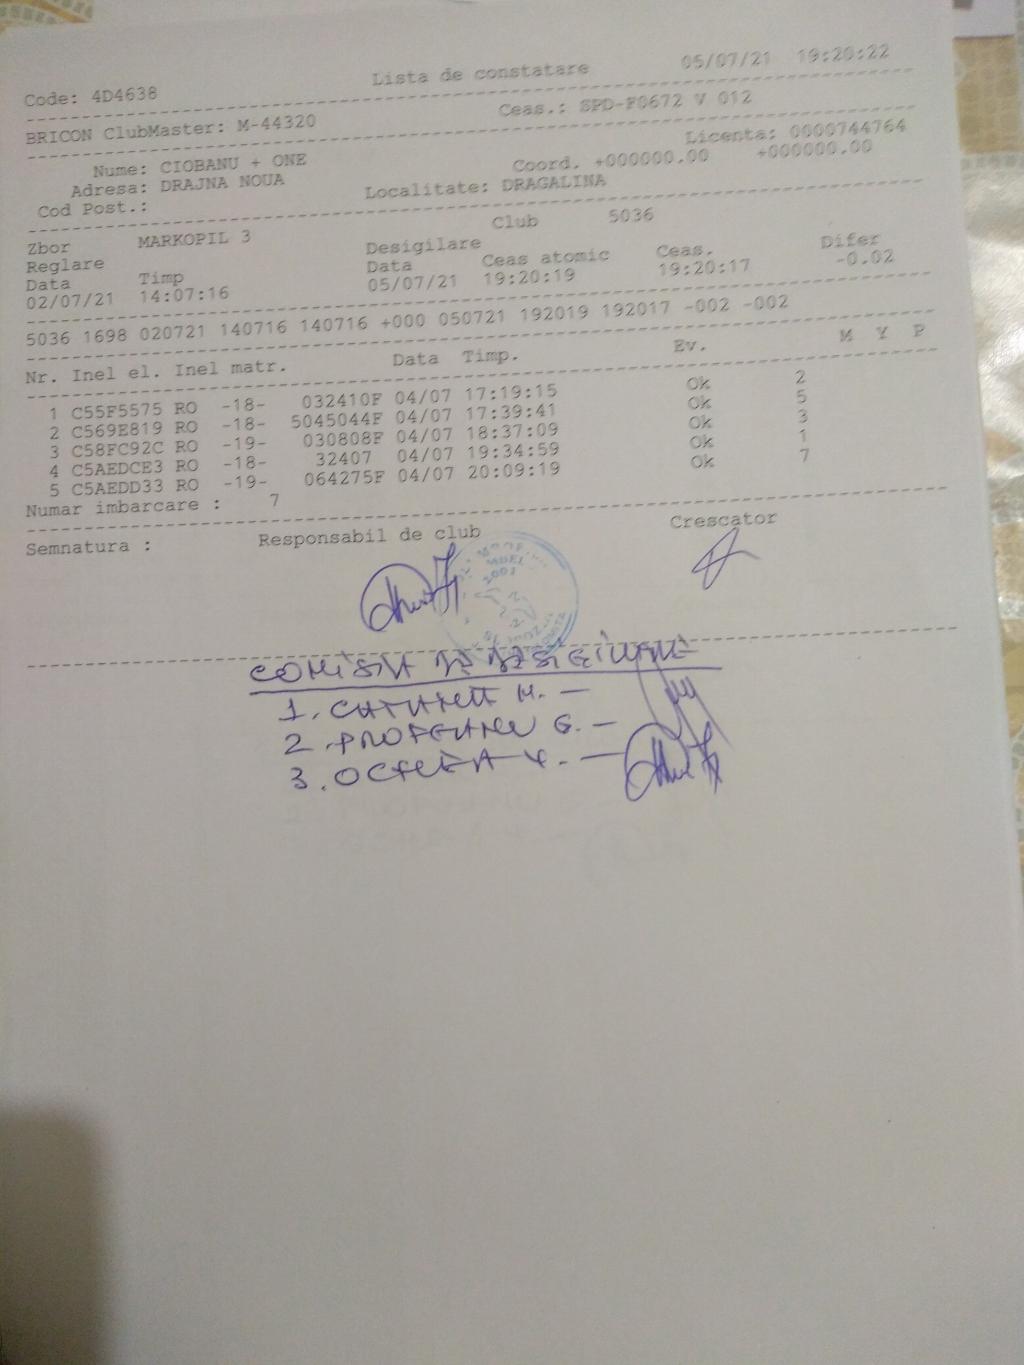 Code: 4D4638 Lista de constatare 05/07/21 19:20:22
BRICON ClubMaster: M-44320 Ceas.: SPD-F0672 V 012
Licenta: 0000744764
Nume: CIOBANU + ONE Coord. +000000.00 +000000.00
Adresa: DRAJNA NOUA Localitate: DRAGALINA
Cod Post.:
Zbor MARKOPIL 3 Club 5036
Reglare Desigilare
Data Timp Data Ceas atomic Ceas. Difer
02/07/21 14:07:16 05/07/21 19:20:19 19:20:17 -0.02
5036 1698 020721 140716 140716 +000 050721 192019 192017 -002 -002
Nr. Inel el. Inel matr. Data Timp. Ev. M Y P
1 C55F5575 RO -18- 032410F 04/07 17:19:15 Ok 2
2 C569E819 RO -18- 5045044F 04/07 17:39:41 Ok 5
3 C58FC92C RO -19- 030808F 04/07 18:37:09 Ok 3
4 C5AEDCE3 RO -18- 32407 04/07 19:34:59 Ok 1
5 C5AEDD33 RO -19- 064275F 04/07 20:09:19 Ok 7
Numar imbarcare : 7
Semnatura : Responsabil de club Crescator
2001
COMISIA DE DESIGILARE
1. M. -
2. G. -
3. -